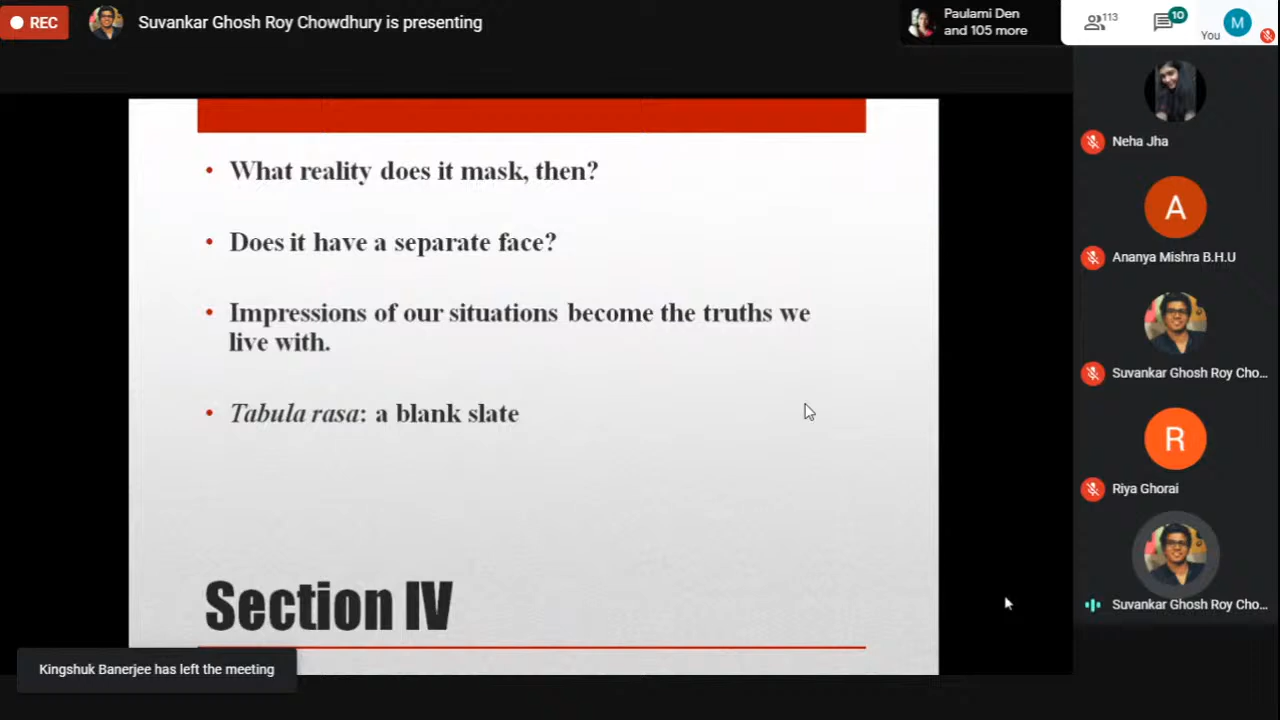 REC
Suvankar Ghosh Roy Chowdhury is presenting
Paulami Den
and 105 more
113
10
You
M
• What reality does it mask, then?
• Does it have a separate face?
• Impressions of our situations become the truths we
live with.
• Tabula rasa: a blank slate
Section IV
Neha Jha
A
Ananya Mishra B.H.U
Suvankar Ghosh Roy Cho...
R
Riya Ghorai
Suvankar Ghosh Roy Cho...
Kingshuk Banerjee has left the meeting